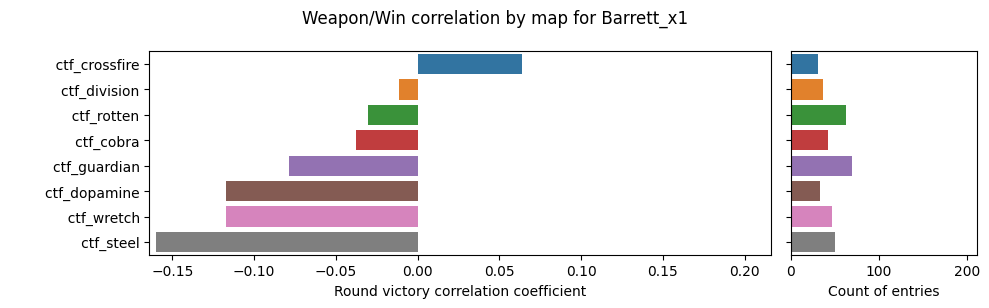 Weapon/Win correlation by map for Barrett_x1
ctf_crossfire
ctf_division
ctf_rotten
ctf_cobra
ctf_guardian
ctf_dopamine
ctf_wretch
ctf_steel
−0.15 −0.10 −0.05 0.00 0.05 0.10 0.15 0.20
0 100 200
Round victory correlation coefficient
Count of entries